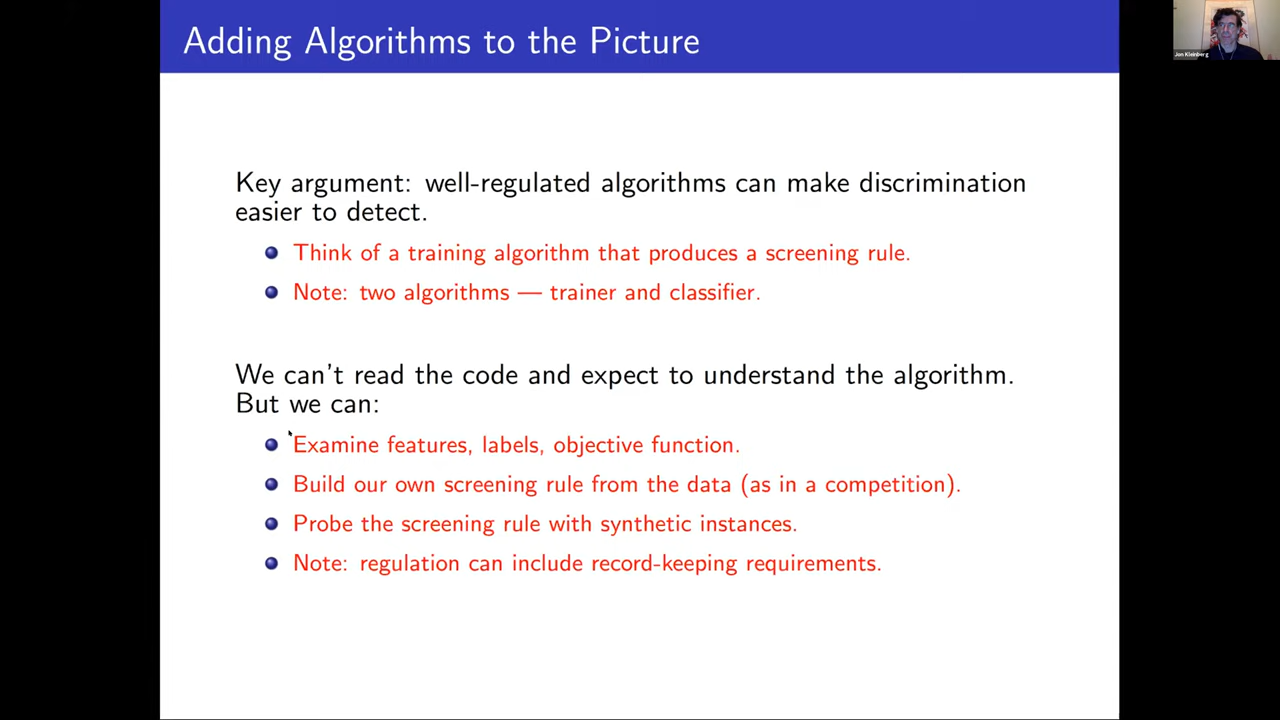 Adding Algorithms to the Picture
Jon Kleinberg
Key argument: well-regulated algorithms can make discrimination
easier to detect.
Think of a training algorithm that produces a screening rule.
Note: two algorithms — trainer and classifier.
We can't read the code and expect to understand the algorithm.
But we can:
Examine features, labels, objective function.
Build our own screening rule from the data (as in a competition).
Probe the screening rule with synthetic instances.
Note: regulation can include record-keeping requirements.